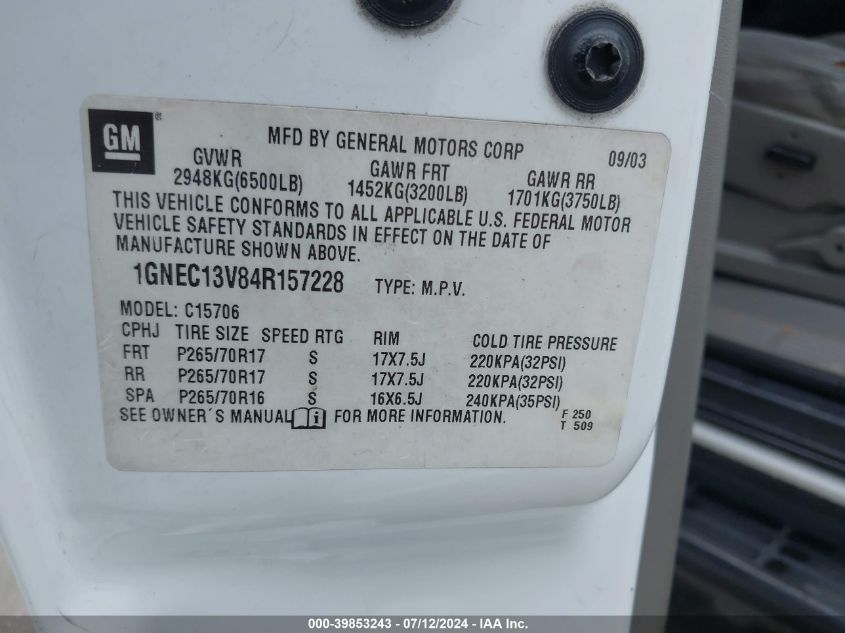 GM ®
MFD BY GENERAL MOTORS CORP 09/03
GVWR GAWR FRT GAWR RR
2948KG(6500LB) 1452KG(3200LB) 1701KG(3750LB)
THIS VEHICLE CONFORMS TO ALL APPLICABLE U.S. FEDERAL MOTOR
VEHICLE SAFETY STANDARDS IN EFFECT ON THE DATE OF
MANUFACTURE SHOWN ABOVE.
1GNEC13V84R157228 TYPE: M.P.V.
MODEL: C15706
CPHJ TIRE SIZE SPEED RTG RIM COLD TIRE PRESSURE
FRT P265/70R17 S 17X7.5J 220KPA(32PSI)
RR P265/70R17 S 17X7.5J 220KPA(32PSI)
SPA P265/70R16 S 16X6.5J 240KPA(35PSI)
SEE OWNER'S MANUAL i FOR MORE INFORMATION.
F 250
T 509
000-39853243 - 07/12/2024 - IAA Inc.